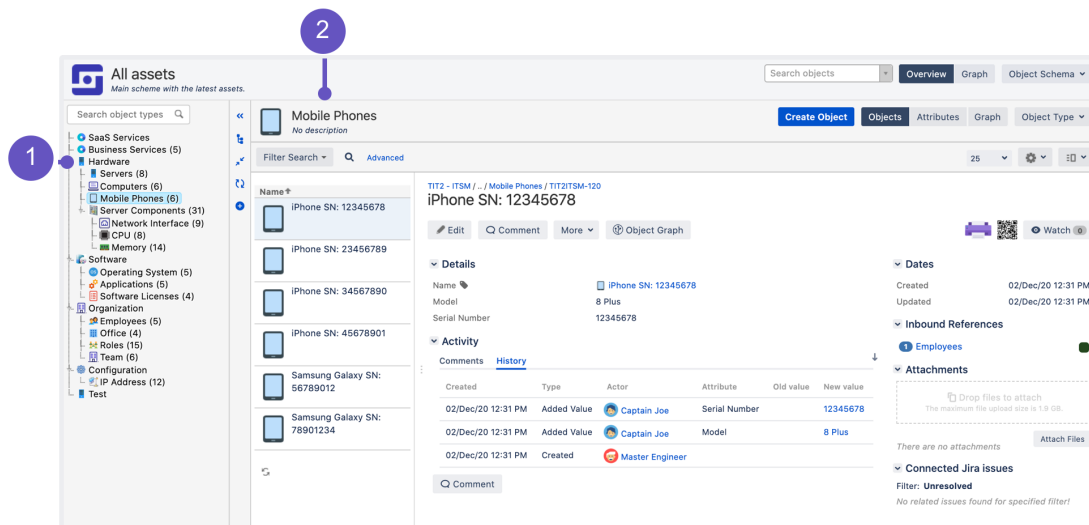 2
All assets
Main scheme with the latest assets.
Search objects
Overview
Graph
Object Schema
Search object types
1
SaaS Services
Business Services (5)
Hardware
Servers (8)
Computers (6)
Mobile Phones (6)
Server Components (31)
Network Interface (9)
CPU (8)
Memory (14)
Software
Operating System (5)
Applications (5)
Software Licenses (4)
Organization
Employees (5)
Office (4)
Roles (15)
Team (6)
Configuration
IP Address (12)
Test
Mobile Phones
No description
Create Object
Objects
Attributes
Graph
Object Type
Filter Search
Advanced
25
Name
iPhone SN: 12345678
iPhone SN: 23456789
iPhone SN: 34567890
iPhone SN: 45678901
Samsung Galaxy SN:
56789012
Samsung Galaxy SN:
78901234
TIT2 - ITSM / .. / Mobile Phones / TIT2ITSM-120
iPhone SN: 12345678
Edit
Comment
More
Object Graph
Watch 0
Details
Name iPhone SN: 12345678
Model 8 Plus
Serial Number 12345678
Activity
Comments History
Created Type Actor Attribute Old value New value
02/Dec/20 12:31 PM Added Value Captain Joe Serial Number 12345678
02/Dec/20 12:31 PM Added Value Captain Joe Model 8 Plus
02/Dec/20 12:31 PM Created Master Engineer
Comment
Dates
Created 02/Dec/20 12:31 PM
Updated 02/Dec/20 12:31 PM
Inbound References
1 Employees
Attachments
Drop files to attach
The maximum file upload size is 1.9 GB.
Attach Files
There are no attachments
Connected Jira issues
Filter: Unresolved
No related issues found for specified filter!